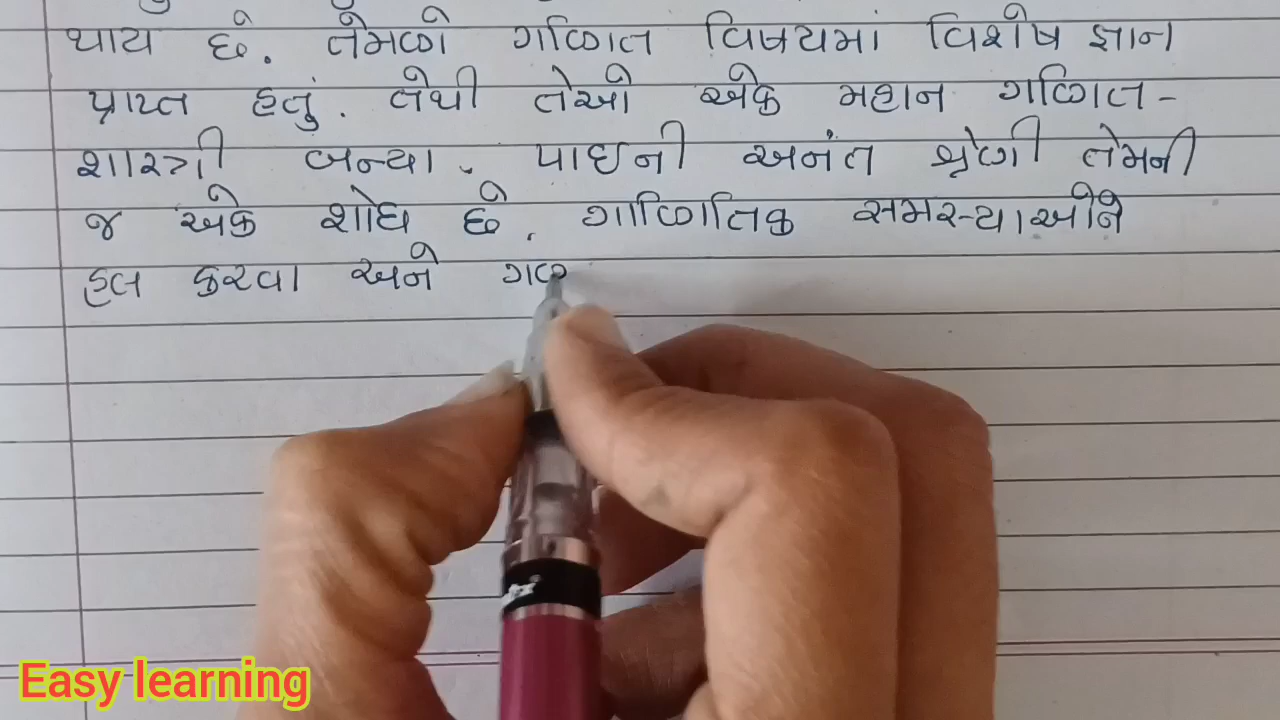 થાય છે. તેમણે ગણિત વિષયમાં વિશેષ જ્ઞાન
પ્રાપ્ત હતું. તેથી તેઓ એક મહાન ગણિત-
શાસ્ત્રી બન્યા. પાઇની અનંત શ્રેણી તેમની
જ એક શોધ છે. ગાણિતિક સમસ્યાઓને
હલ કરવા અને ગણ
Easy learning